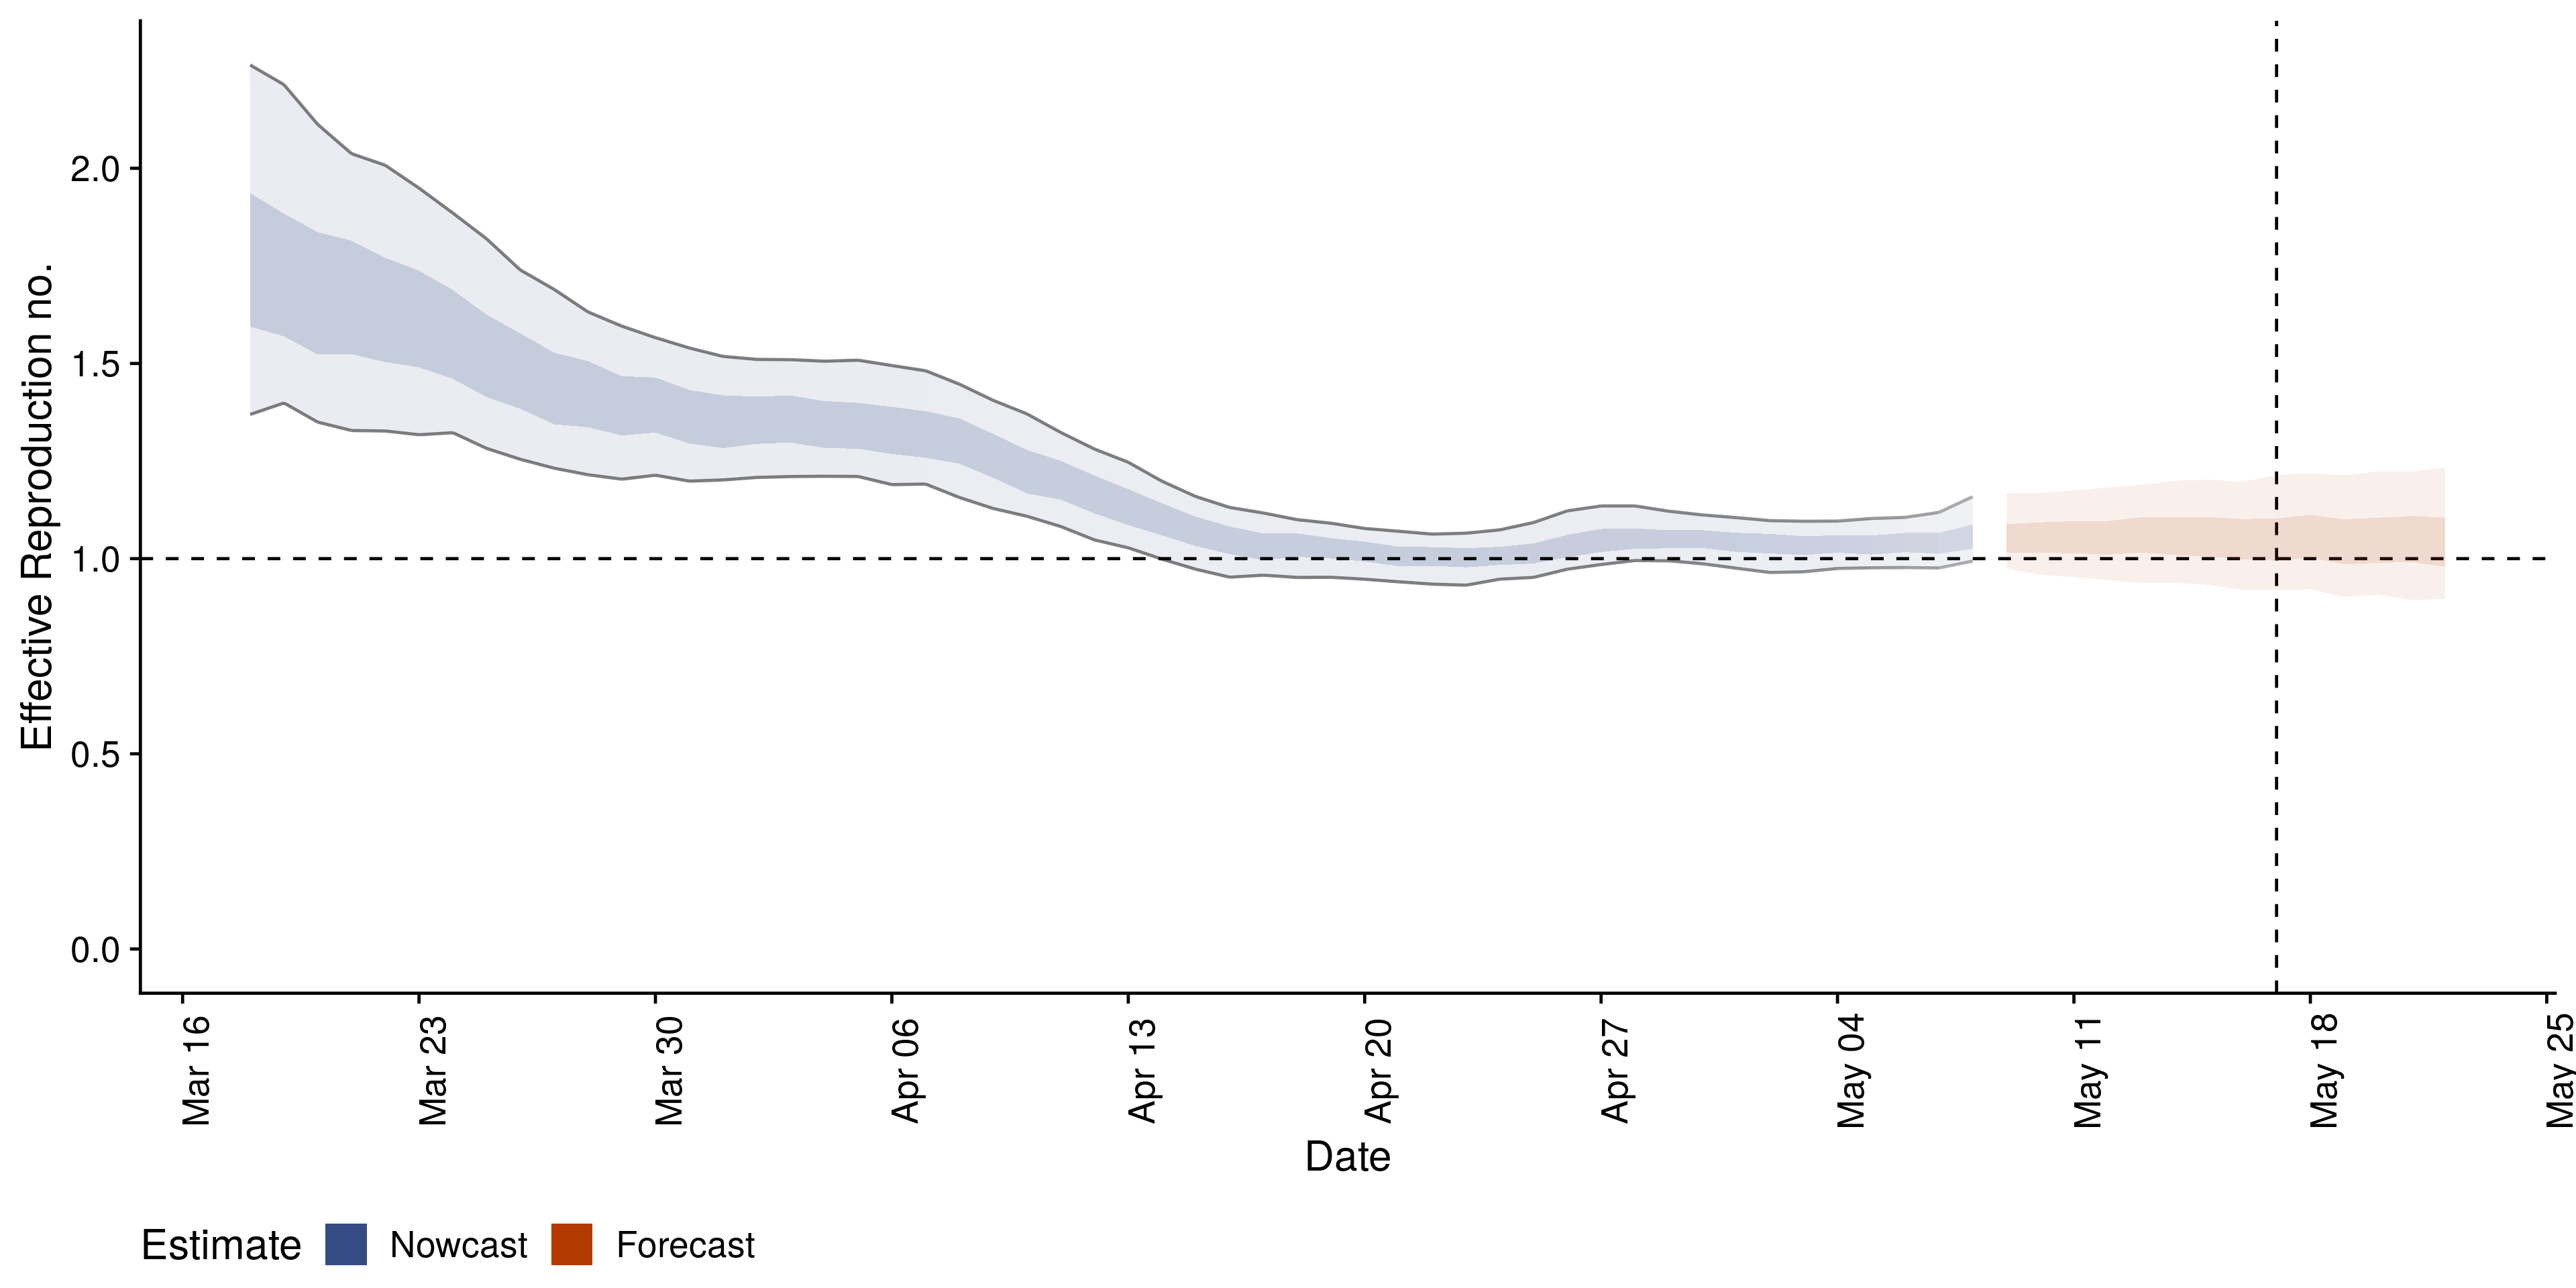 Effective Reproduction no.
2.0
1.5
1.0
0.5
0.0
Mar 16
Mar 23
Mar 30
Apr 06
Apr 13
Apr 20
Apr 27
May 04
May 11
May 18
May 25
Date
Estimate Nowcast Forecast